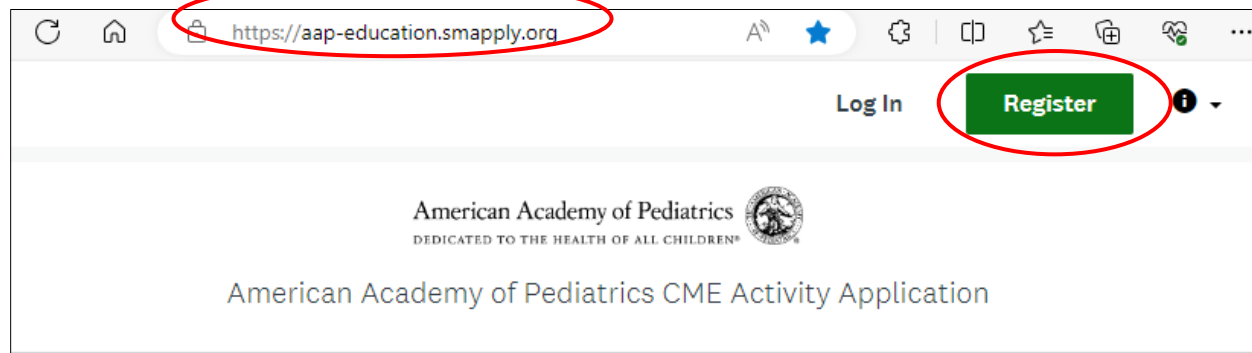 https://aap-education.smapply.org
Log In Register
American Academy of Pediatrics
DEDICATED TO THE HEALTH OF ALL CHILDREN®
American Academy of Pediatrics CME Activity Application